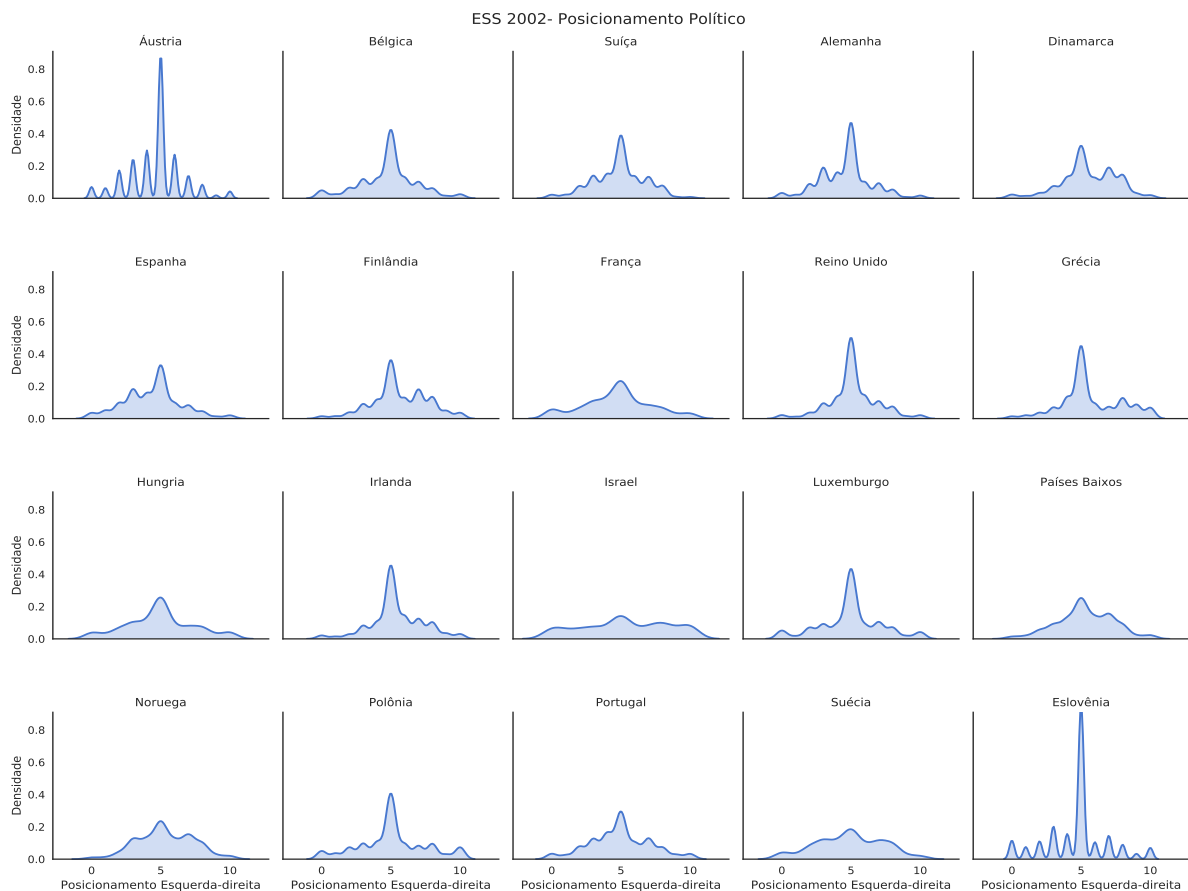 ESS 2002- Posicionamento Político
Áustria
Bélgica
Suíça
Alemanha
Dinamarca
Densidade
0.8
0.6
0.4
0.2
0.0
Espanha
Finlândia
França
Reino Unido
Grécia
Densidade
0.8
0.6
0.4
0.2
0.0
Hungria
Irlanda
Israel
Luxemburgo
Países Baixos
Densidade
0.8
0.6
0.4
0.2
0.0
Noruega
Polônia
Portugal
Suécia
Eslovênia
Densidade
0.8
0.6
0.4
0.2
0.0
0 5 10
0 5 10
0 5 10
0 5 10
0 5 10
Posicionamento Esquerda-direita
Posicionamento Esquerda-direita
Posicionamento Esquerda-direita
Posicionamento Esquerda-direita
Posicionamento Esquerda-direita